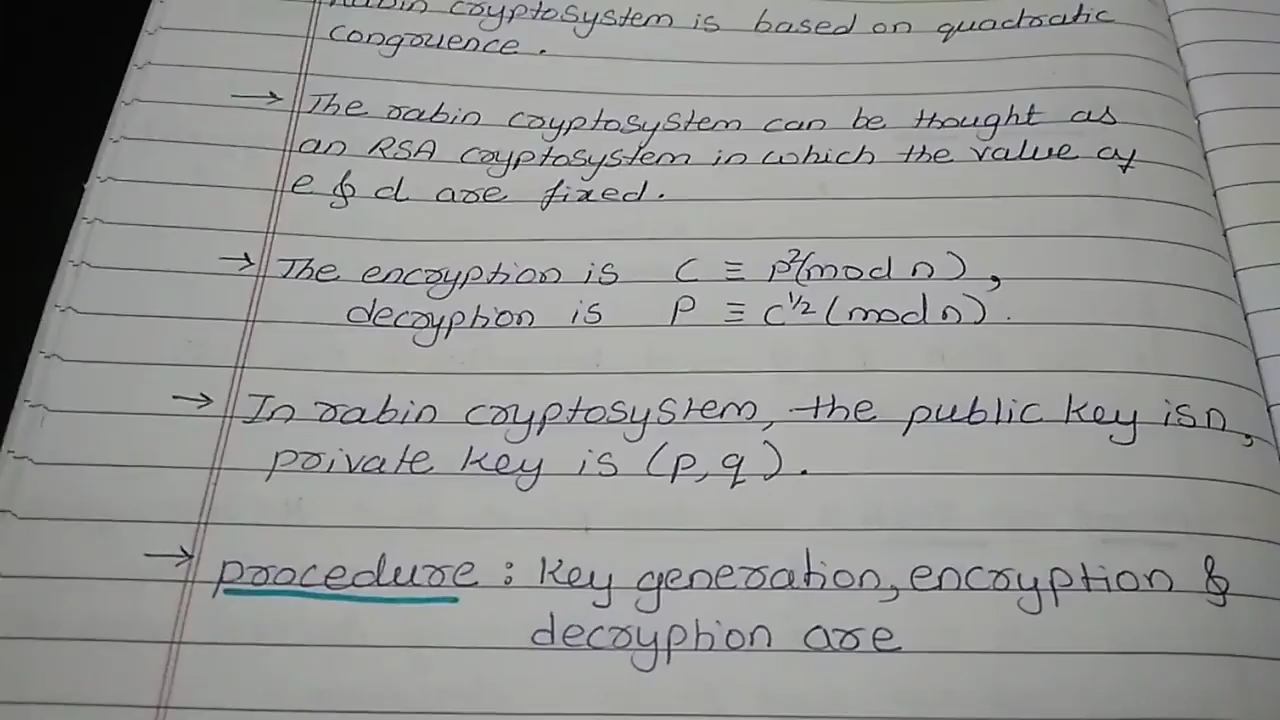 Rabin cryptosystem is based on quadratic
congruence.
→ The rabin cryptosystem can be thought as
an RSA cryptosystem in which the value of
e & d are fixed.
→ The encryption is C ≡ P²(mod n),
decryption is P ≡ C^½ (mod n).
→ In rabin cryptosystem, the public key is n,
private key is (p,q).
→ procedure : Key generation, encryption &
decryption are